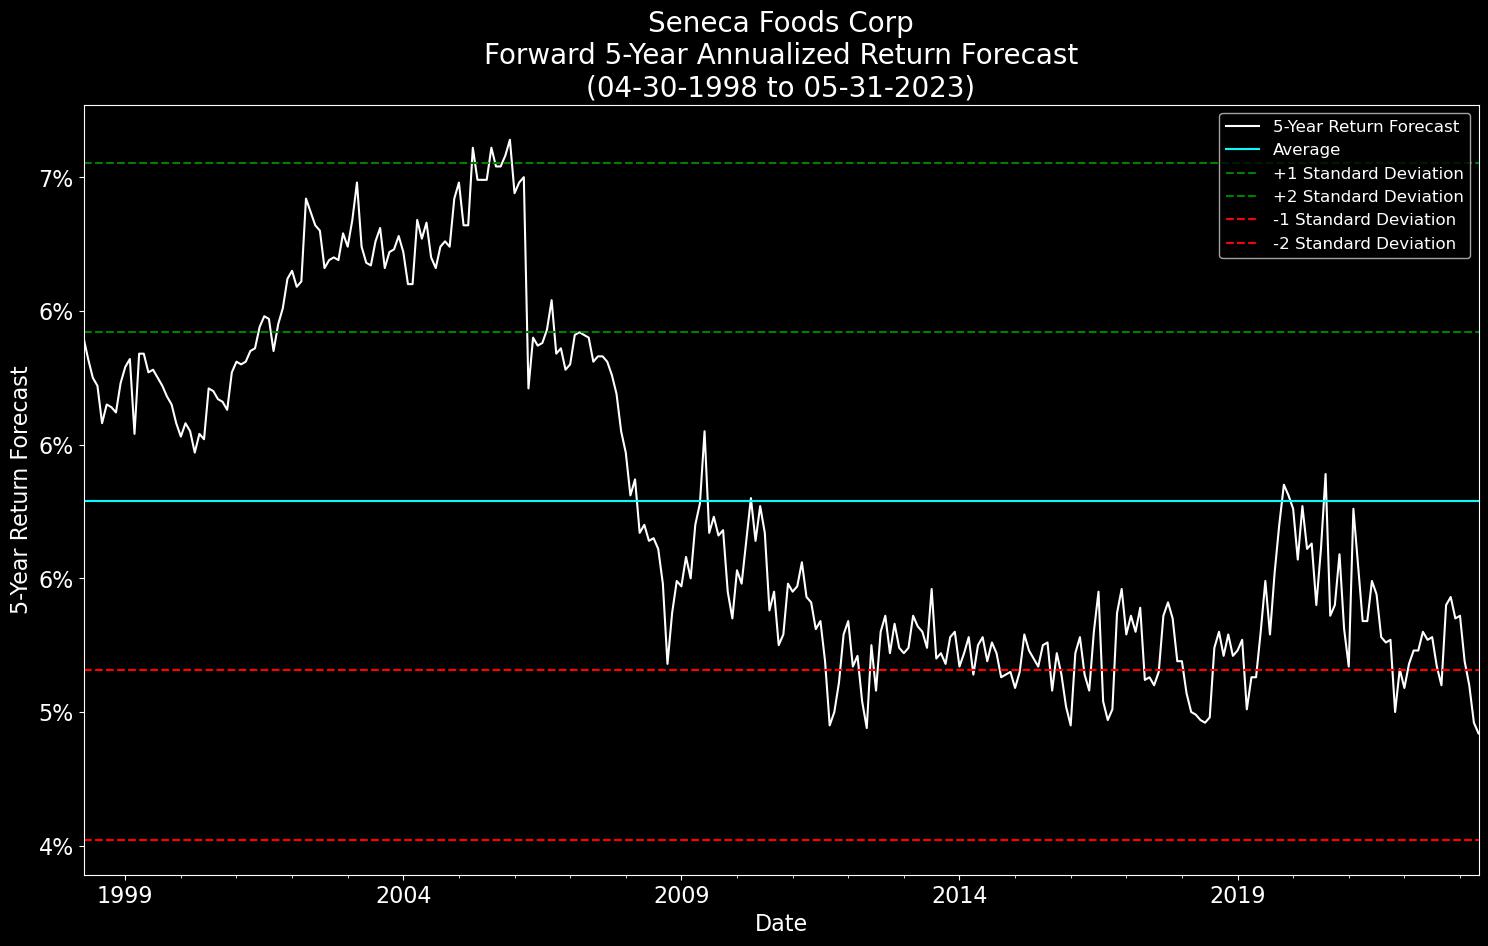 Seneca Foods Corp
Forward 5-Year Annualized Return Forecast
(04-30-1998 to 05-31-2023)
5-Year Return Forecast
Average
+1 Standard Deviation
+2 Standard Deviation
-1 Standard Deviation
-2 Standard Deviation
7%
6%
6%
6%
5%
4%
5-Year Return Forecast
1999
2004
2009
2014
2019
Date